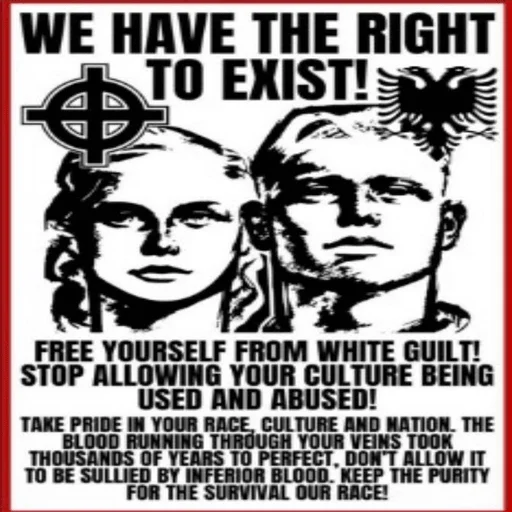 WE HAVE THE RIGHT
TO EXIST!
FREE YOURSELF FROM WHITE GUILT!
STOP ALLOWING YOUR CULTURE BEING
USED AND ABUSED!
TAKE PRIDE IN YOUR RACE, CULTURE AND NATION. THE
BLOOD RUNNING THROUGH YOUR VEINS TOOK
THOUSANDS OF YEARS TO PERFECT, DON'T ALLOW IT
TO BE SULLIED BY INFERIOR BLOOD. KEEP THE PURITY
FOR THE SURVIVAL OUR RACE!